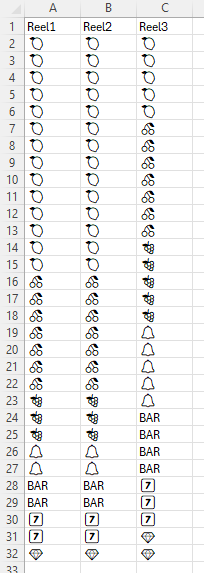 A B C
1 Reel1 Reel2 Reel3
2 🍋 🍋 🍋
3 🍋 🍋 🍋
4 🍋 🍋 🍋
5 🍋 🍋 🍋
6 🍋 🍋 🍋
7 🍋 🍋 🍒
8 🍋 🍋 🍒
9 🍋 🍋 🍒
10 🍋 🍋 🍒
11 🍋 🍋 🍒
12 🍋 🍋 🍒
13 🍋 🍋 🍒
14 🍋 🍋 🍇
15 🍋 🍋 🍇
16 🍒 🍒 🍇
17 🍒 🍒 🍇
18 🍒 🍒 🍇
19 🍒 🍒 🔔
20 🍒 🍒 🔔
21 🍒 🍒 🔔
22 🍒 🍒 🔔
23 🍇 🍇 🔔
24 🍇 🍇 BAR
25 🍇 🍇 BAR
26 🔔 🔔 BAR
27 🔔 🔔 BAR
28 BAR BAR 7️⃣
29 BAR BAR 7️⃣
30 7️⃣ 7️⃣ 7️⃣
31 7️⃣ 7️⃣ 💎
32 💎 💎 💎